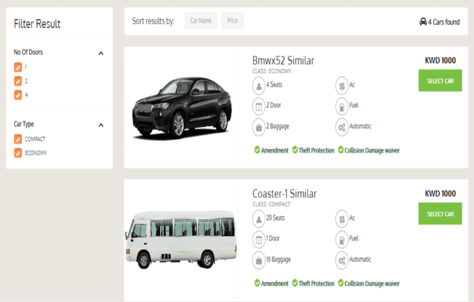 Filter Result
No Of Doors
1
2
4
Car Type
COMPACT
ECONOMY
Sort results by: Car Name Price
4 Cars found
Bmwx52 Similar
CLASS: ECONOMY
4 Seats Ac
2 Door Fuel
2 Baggage Automatic
Amendment Theft Protection Collision Damage waiver
KWD 1000
SELECT CAR
Coaster-1 Similar
CLASS: COMPACT
20 Seats Ac
1 Door Fuel
15 Baggage Automatic
Amendment Theft Protection Collision Damage waiver
KWD 1000
SELECT CAR